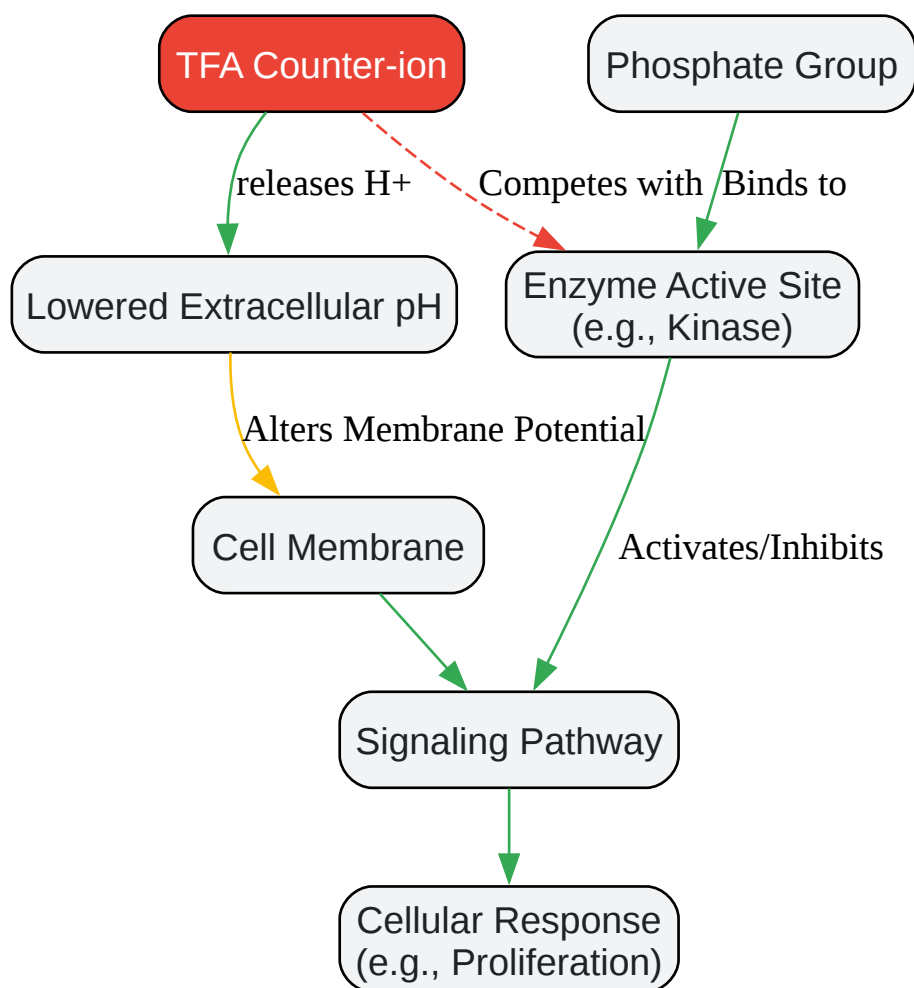 TFA Counter-ion
Phosphate Group
releases H+
Competes with
Binds to
Lowered Extracellular pH
Enzyme Active Site
(e.g., Kinase)
Alters Membrane Potential
Cell Membrane
Activates/Inhibits
Signaling Pathway
Cellular Response
(e.g., Proliferation)